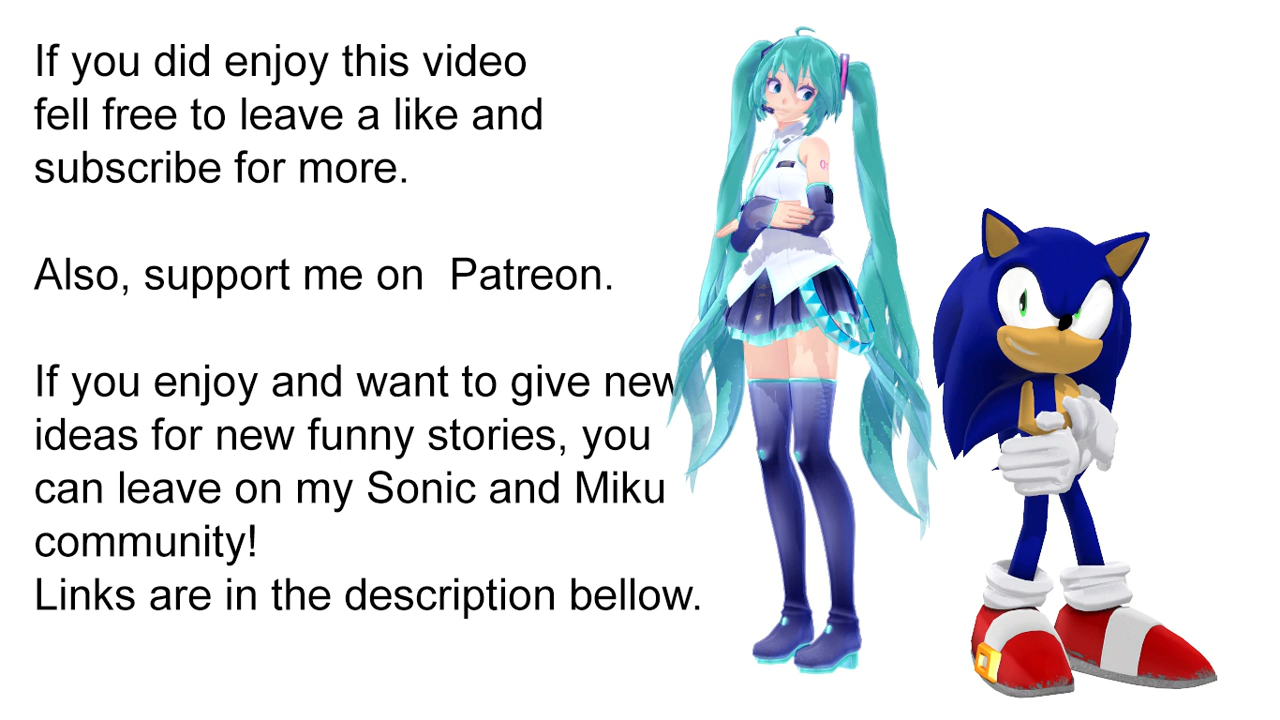 If you did enjoy this video
fell free to leave a like and
subscribe for more.
Also, support me on  Patreon.
If you enjoy and want to give new
ideas for new funny stories, you
can leave on my Sonic and Miku
community!
Links are in the description bellow.